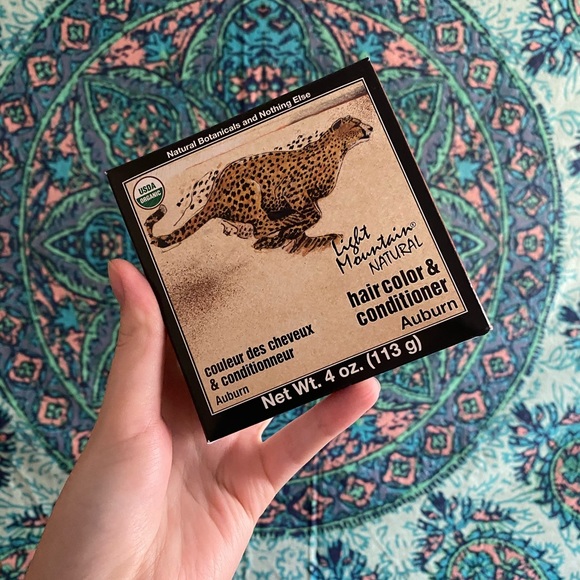 Natural Botanicals and Nothing Else
USDA
ORGANIC
Light
Mountain®
NATURAL
hair color &
conditioner
Auburn
couleur des cheveux
& conditionneur
Auburn
Net Wt. 4 oz. (113 g)